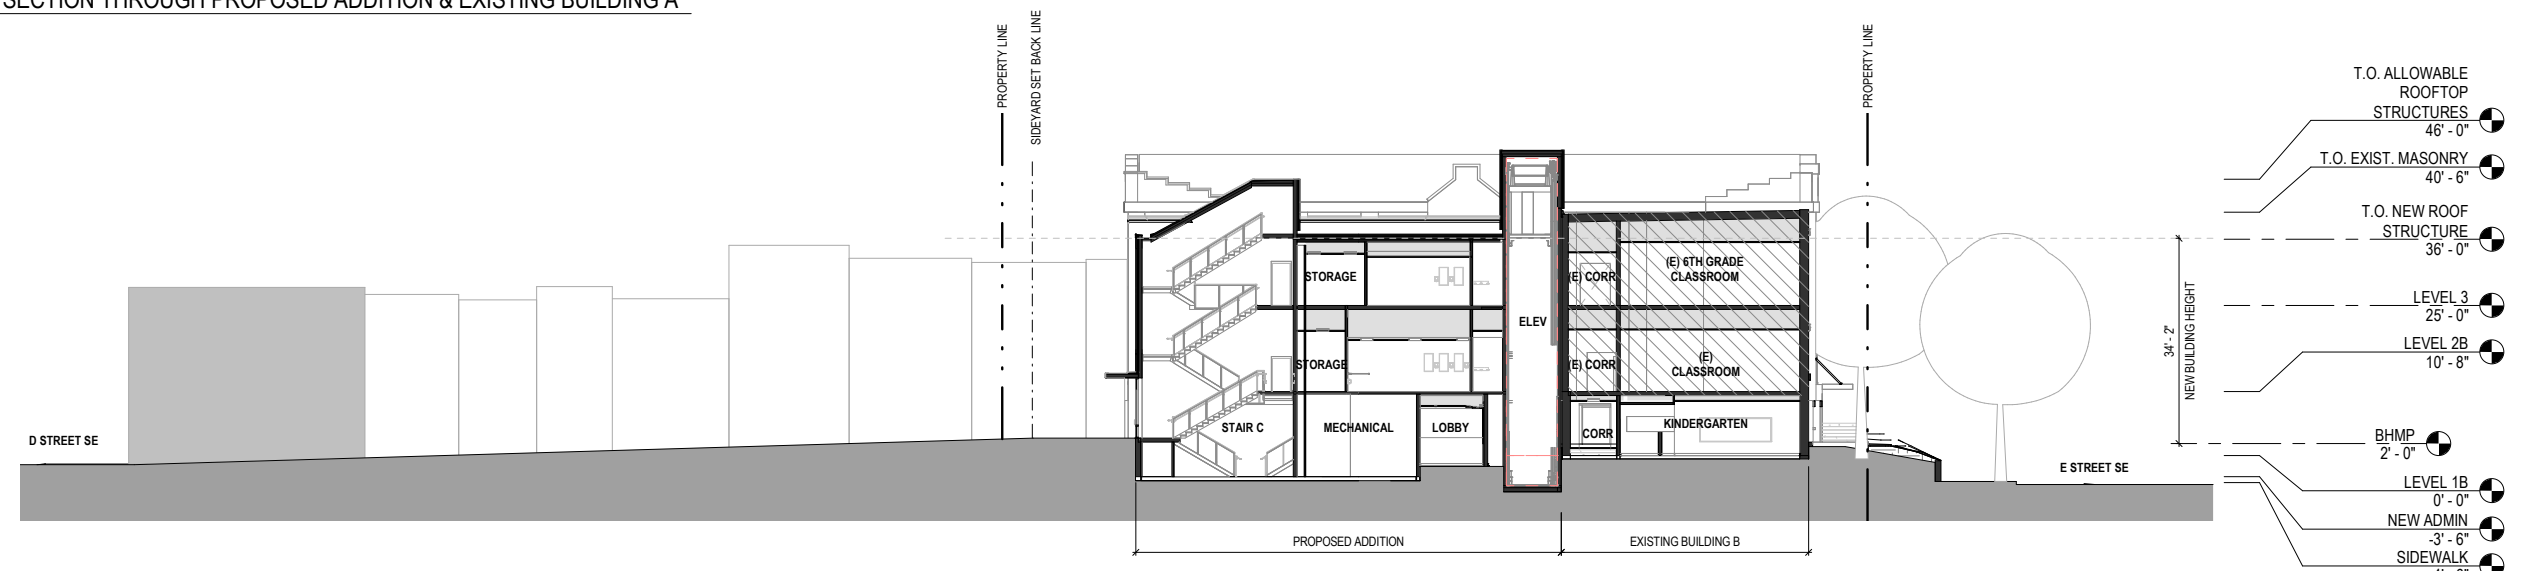 SECTION THROUGH PROPOSED ADDITION & EXISTING BUILDING A
PROPERTY LINE
SIDEYARD SET BACK LINE
PROPERTY LINE
T.O. ALLOWABLE
ROOFTOP
STRUCTURES
46' - 0"
T.O. EXIST. MASONRY
40' - 6"
T.O. NEW ROOF
STRUCTURE
36' - 0"
LEVEL 3
25' - 0"
LEVEL 2B
10' - 8"
BHMP
2' - 0"
LEVEL 1B
0' - 0"
NEW ADMIN
-3' - 6"
SIDEWALK
34' - 2"
NEW BUILDING HEIGHT
STORAGE
(E) CORR
(E) 6TH GRADE
CLASSROOM
ELEV
STORAGE
(E) CORR
(E)
CLASSROOM
STAIR C
MECHANICAL
LOBBY
CORR
KINDERGARTEN
D STREET SE
E STREET SE
PROPOSED ADDITION
EXISTING BUILDING B